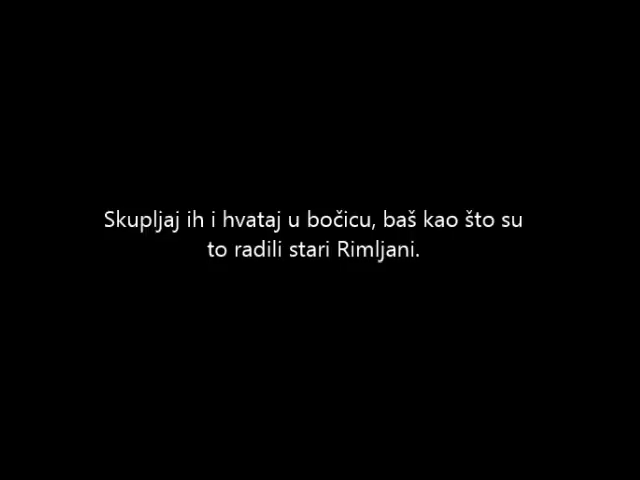 Skupljaj ih i hvataj u bočicu, baš kao što su
to radili stari Rimljani.